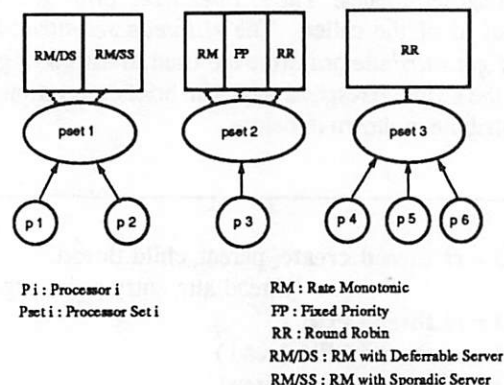 RM/DS RM/SS
RM FP RR
RR
pset 1
pset 2
pset 3
p 1
p 2
p 3
p 4
p 5
p 6
P i : Processor i
Pset i : Processor Set i
RM : Rate Monotonic
FP : Fixed Priority
RR : Round Robin
RM/DS : RM with Deferrable Server
RM/SS : RM with Sporadic Server